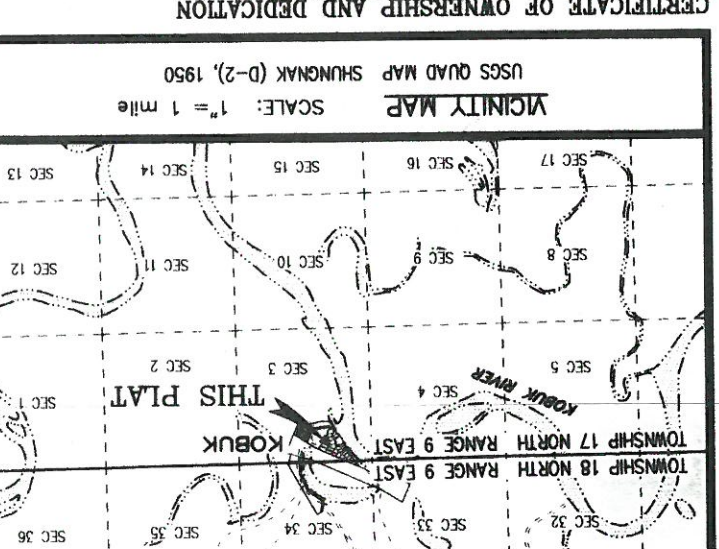 SEC 32 SEC 33 SEC 34 SEC 35 SEC 36
TOWNSHIP 18 NORTH RANGE 9 EAST
TOWNSHIP 17 NORTH RANGE 9 EAST
KOBUK
KOBUK RIVER
THIS PLAT
SEC 5 SEC 4 SEC 3 SEC 2 SEC 1
SEC 8 SEC 9 SEC 10 SEC 11 SEC 12
SEC 17 SEC 16 SEC 15 SEC 14 SEC 13
VICINITY MAP SCALE: 1"= 1 mile
USGS QUAD MAP SHUNGNAK (D-2), 1950
CERTIFICATE OF OWNERSHIP AND DEDICATION